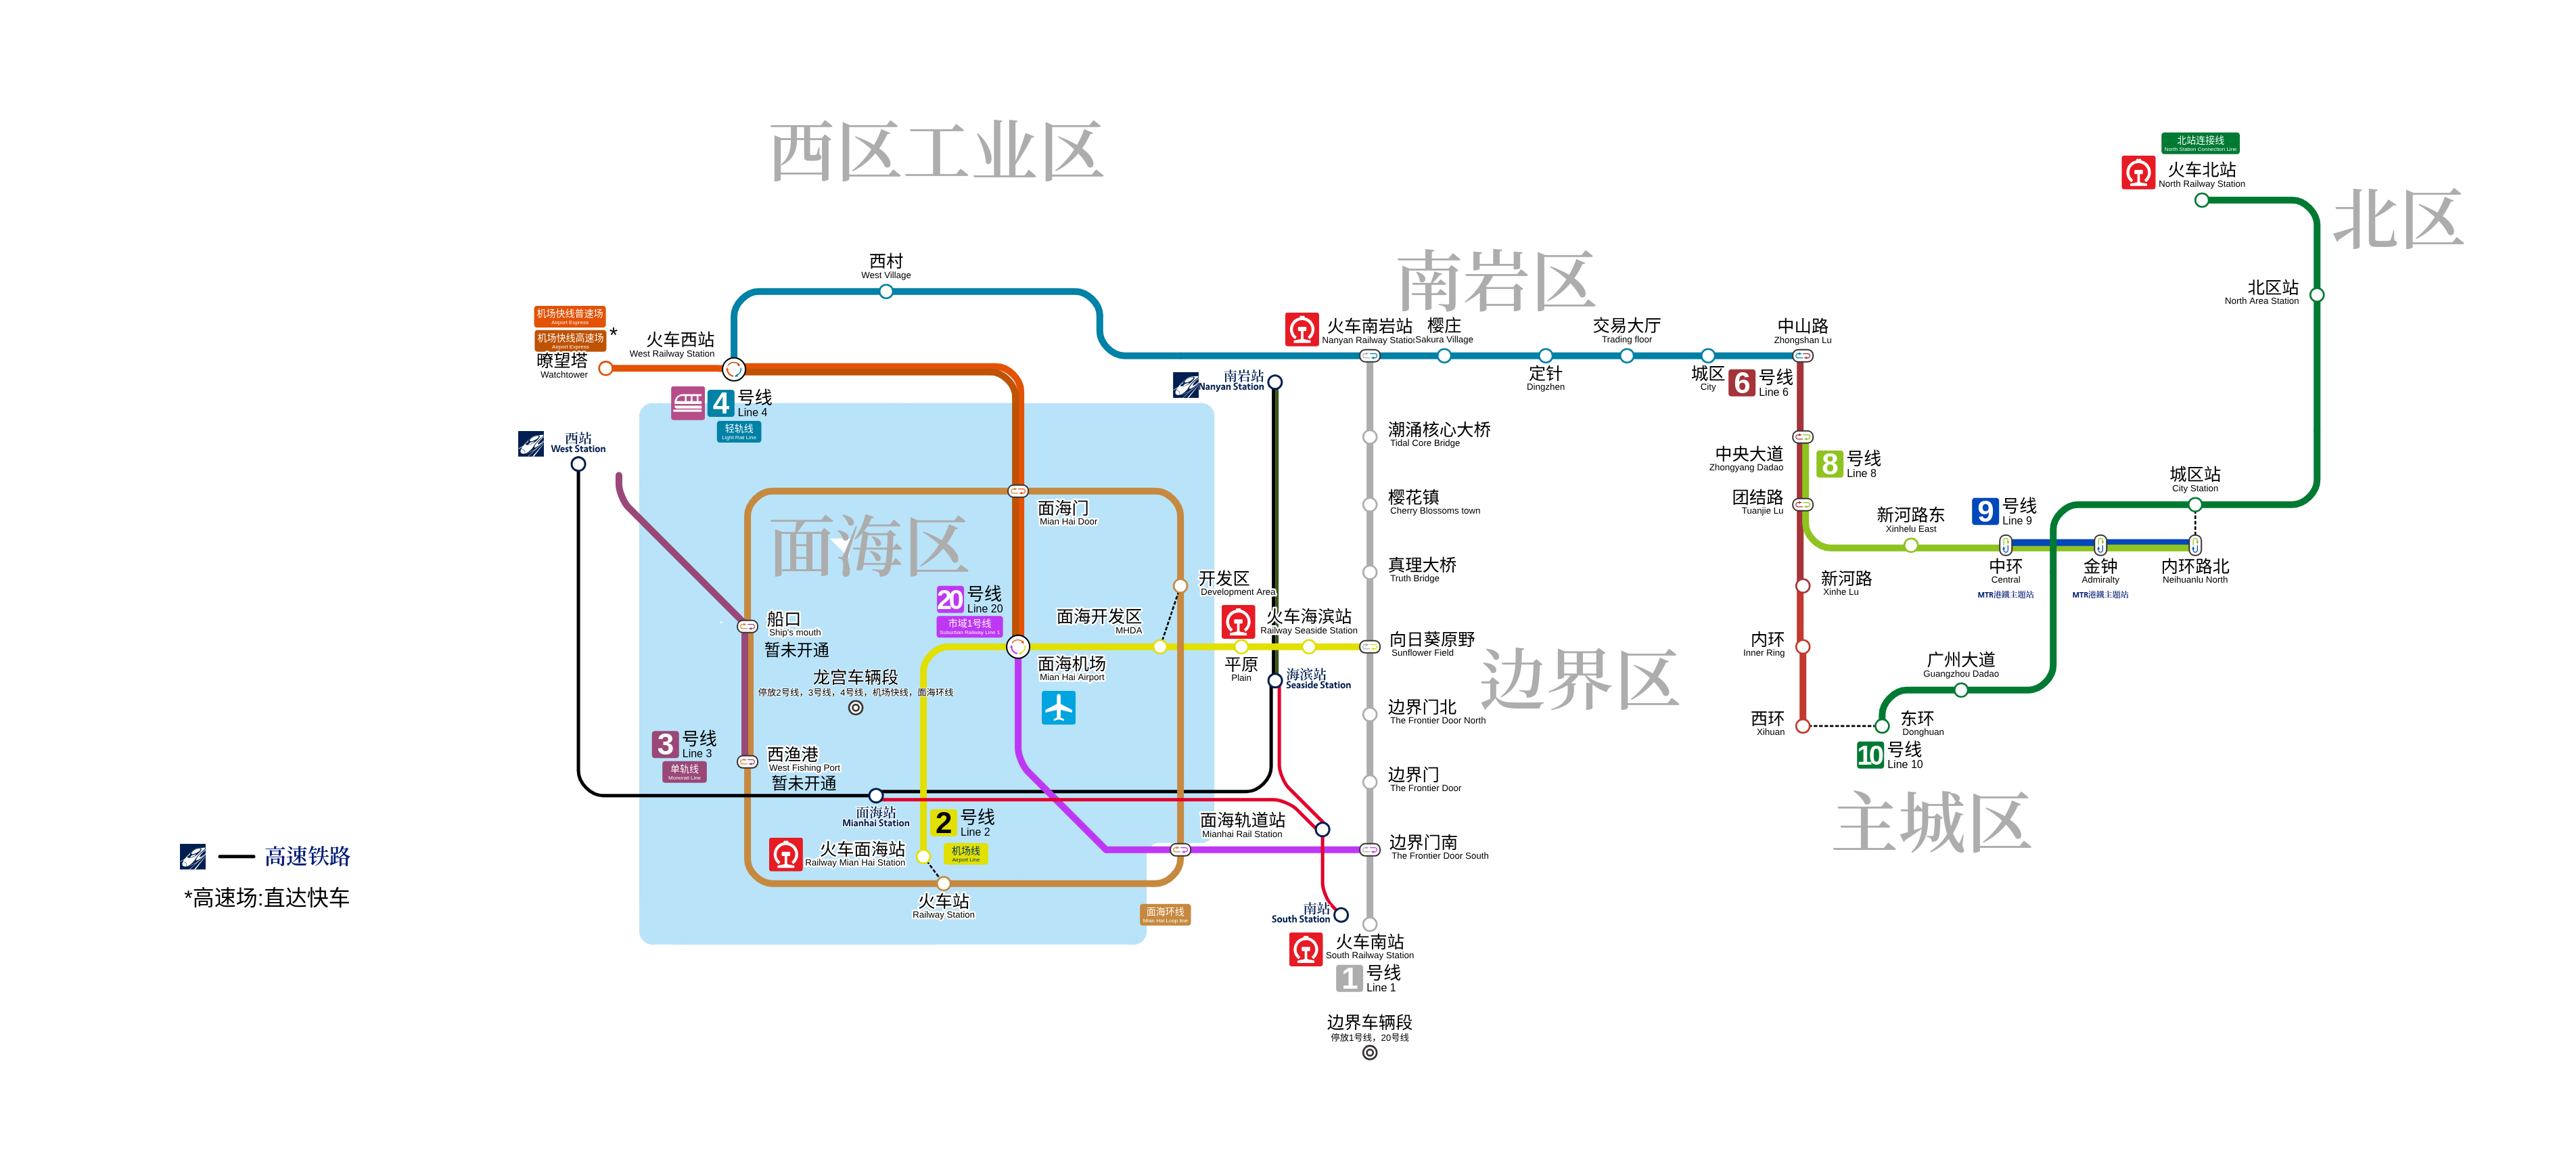 西区工业区
北站连接线
North Station Connection Line
火车北站
North Railway Station
北区
西村
West Village
南岩区
北区站
North Area Station
机场快线普速场
Airport Express
机场快线高速场
Airport Express
*
瞭望塔
Watchtower
火车西站
West Railway Station
火车南岩站
Nanyan Railway Station
樱庄
Sakura Village
交易大厅
Trading floor
中山路
Zhongshan Lu
南岩站
Nanyan Station
定针
Dingzhen
城区
City
6 号线
Line 6
4 号线
Line 4
轻轨线
Light Rail Line
西站
West Station
潮涌核心大桥
Tidal Core Bridge
中央大道
Zhongyang Dadao
8 号线
Line 8
城区站
City Station
樱花镇
Cherry Blossoms town
团结路
Tuanjie Lu
新河路东
Xinhelu East
9 号线
Line 9
面海门
Mian Hai Door
面海区
真理大桥
Truth Bridge
新河路
Xinhe Lu
中环
Central
MTR港鐵主題站
金钟
Admiralty
MTR港鐵主題站
内环路北
Neihuanlu North
开发区
Development Area
20 号线
Line 20
市域1号线
Suburban Railway Line 1
面海开发区
MHDA
火车海滨站
Railway Seaside Station
船口
Ship's mouth
暂未开通
向日葵原野
Sunflower Field
内环
Inner Ring
面海机场
Mian Hai Airport
平原
Plain
海滨站
Seaside Station
边界区
广州大道
Guangzhou Dadao
龙宫车辆段
停放2号线，3号线，4号线，机场快线，面海环线
边界门北
The Frontier Door North
西环
Xihuan
东环
Donghuan
10 号线
Line 10
3 号线
Line 3
单轨线
Monorail Line
西渔港
West Fishing Port
暂未开通
边界门
The Frontier Door
主城区
面海站
Mianhai Station
2 号线
Line 2
机场线
Airport Line
面海轨道站
Mianhai Rail Station
边界门南
The Frontier Door South
火车面海站
Railway Mian Hai Station
高速铁路
*高速场:直达快车
火车站
Railway Station
面海环线
Mian Hai Loop line
南站
South Station
火车南站
South Railway Station
1 号线
Line 1
边界车辆段
停放1号线，20号线